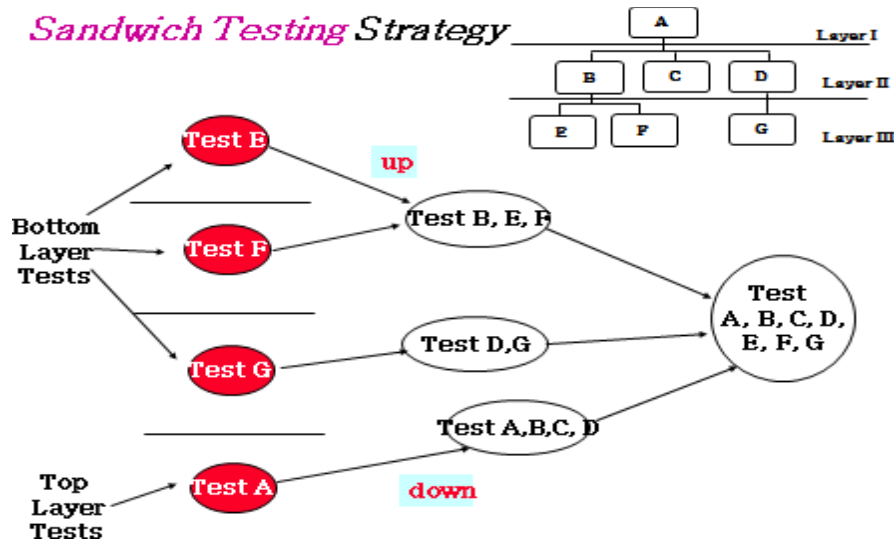 Sandwich Testing Strategy
A
Layer I
B
C
D
Layer II
E
F
G
Layer III
Test E
up
Bottom
Layer
Tests
Test F
Test B, E, F
Test
A, B, C, D,
E, F, G
Test G
Test D,G
Test A,B,C, D
Top
Layer
Tests
Test A
down